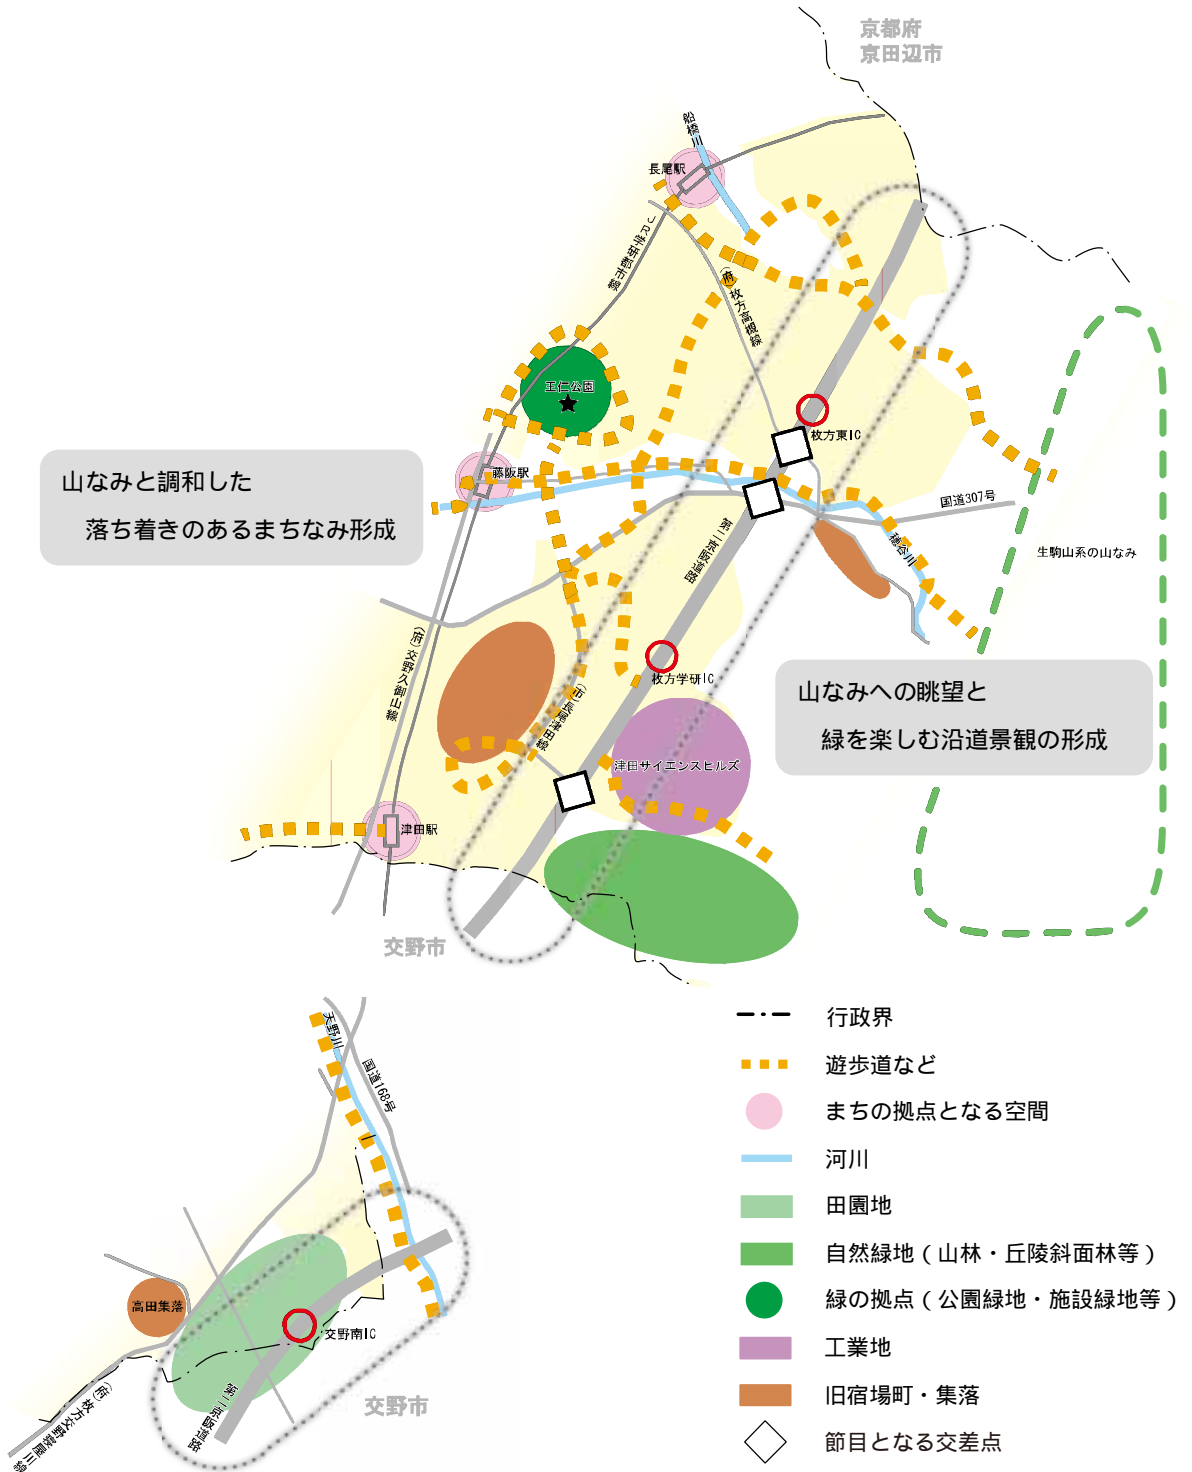 京都府
京田辺市
船橋川
長尾駅
JR学研都市線
(府)枚方高槻線
王仁公園
枚方東IC
藤阪駅
山なみと調和した
落ち着きのあるまちなみ形成
国道307号
穂谷川
生駒山系の山なみ
第二京阪道路
(府)交野久御山線
枚方学研IC
(市)長尾津田線
山なみへの眺望と
緑を楽しむ沿道景観の形成
津田サイエンスヒルズ
津田駅
交野市
天野川
国道168号
高田集落
交野南IC
第二京阪道路
(府)枚方交野寝屋川線
交野市
行政界
遊歩道など
まちの拠点となる空間
河川
田園地
自然緑地(山林・丘陵斜面林等)
緑の拠点(公園緑地・施設緑地等)
工業地
旧宿場町・集落
節目となる交差点